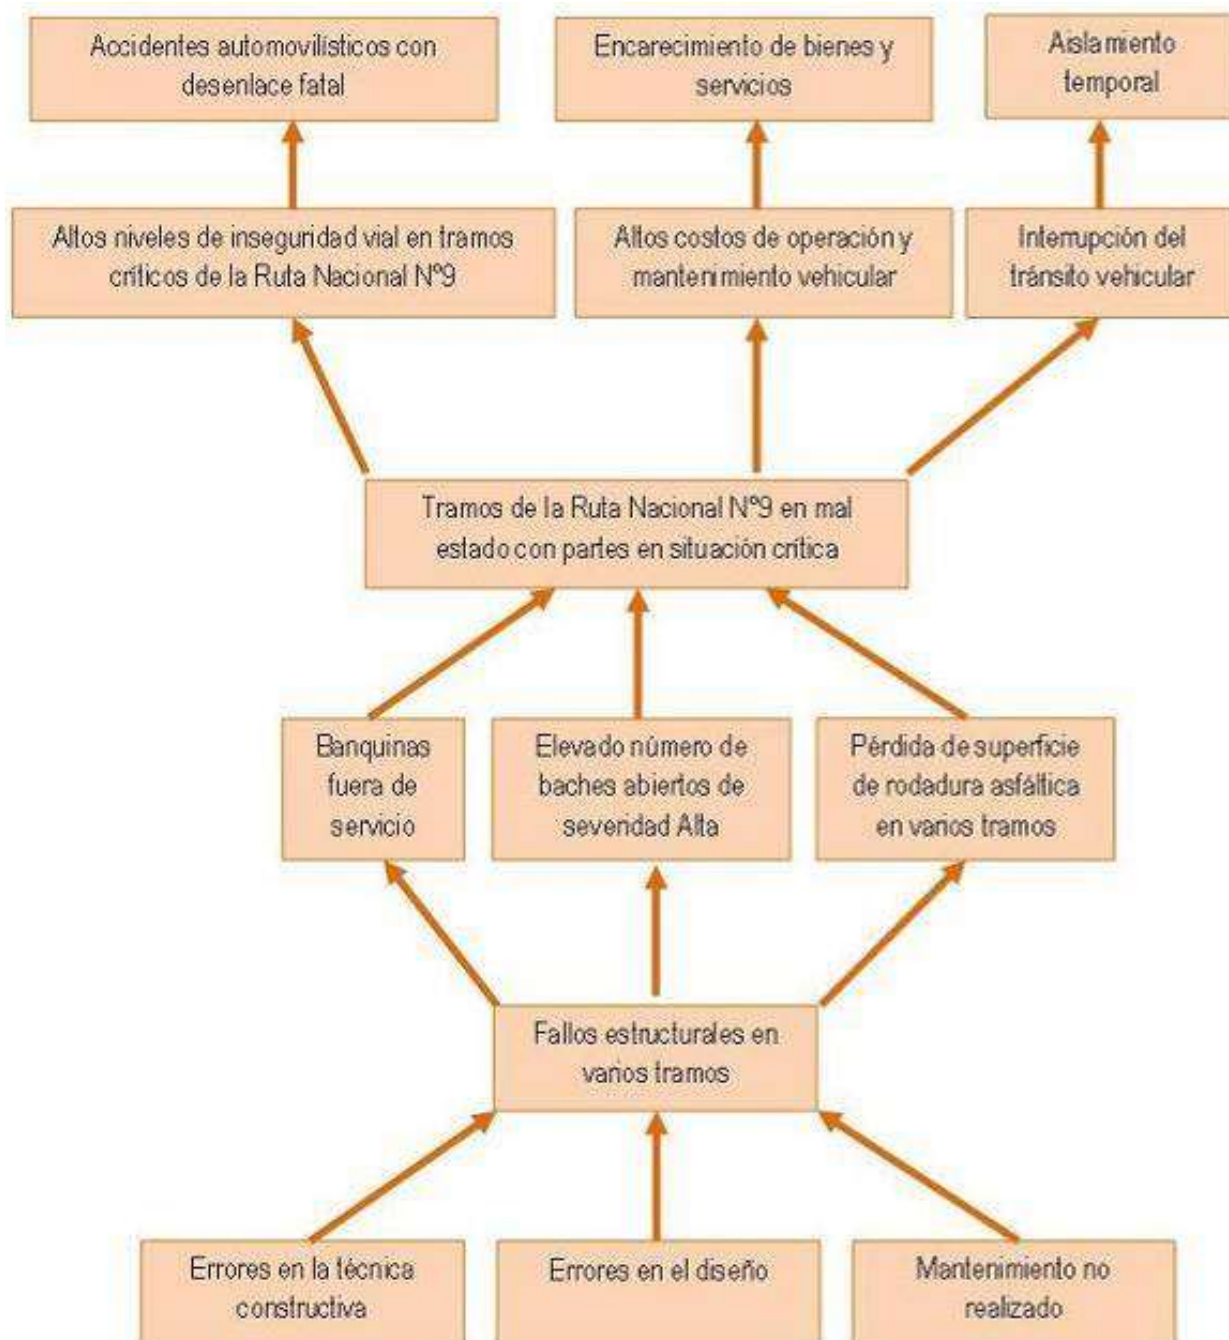 Accidentes automovilísticos con
desenlace fatal
Encarecimiento de bienes y
servicios
Aislamiento
temporal
Altos niveles de inseguridad vial en tramos
críticos de la Ruta Nacional Nº9
Altos costos de operación y
mantenimiento vehicular
Interrupción del
tránsito vehicular
Tramos de la Ruta Nacional Nº9 en mal
estado con partes en situación crítica
Banquinas
fuera de
servicio
Elevado número de
baches abiertos de
severidad Alta
Pérdida de superficie
de rodadura asfáltica
en varios tramos
Fallos estructurales en
varios tramos
Errores en la técnica
constructiva
Errores en el diseño
Mantenimiento no
realizado